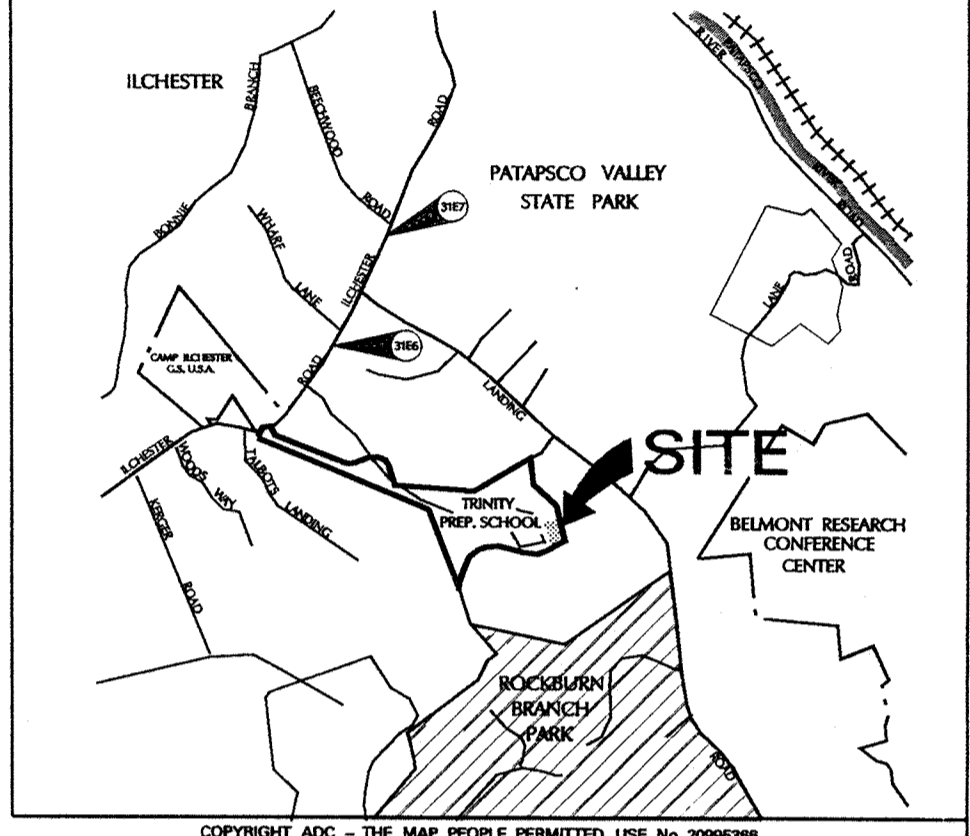 ILCHESTER
BRANCH
BONNIE
BEECHWOOD
ROAD
ROAD
31E7
PATAPSCO VALLEY
STATE PARK
RIVER
PATAPSCO
RIVER
ROAD
ROAD
LANE
WHARF
LANE
ILCHESTER
31E6
ROAD
CAMP ILCHESTER
G.S. U.S.A.
LANDING
SITE
ILCHESTER
WOODS
WAY
TALBOTS
LANDING
KERGER
ROAD
TRINITY
PREP. SCHOOL
BELMONT RESEARCH
CONFERENCE
CENTER
ROCKBURN
BRANCH
PARK
ROAD
COPYRIGHT ADC – THE MAP PEOPLE PERMITTED USE No.